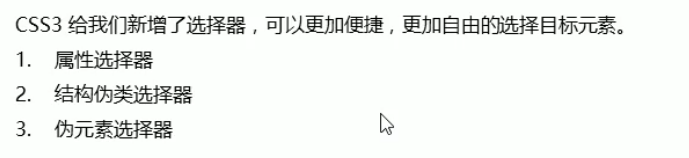 CSS3 给我们新增了选择器，可以更加便捷，更加自由的选择目标元素。
1. 属性选择器
2. 结构伪类选择器
3. 伪元素选择器